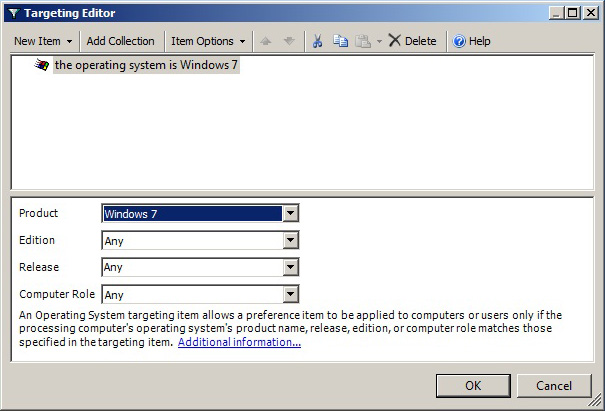 Targeting Editor
New Item Add Collection Item Options Delete Help
the operating system is Windows 7
Product Windows 7
Edition Any
Release Any
Computer Role Any
An Operating System targeting item allows a preference item to be applied to computers or users only if the
processing computer's operating system's product name, release, edition, or computer role matches those
specified in the targeting item. Additional information...
OK Cancel